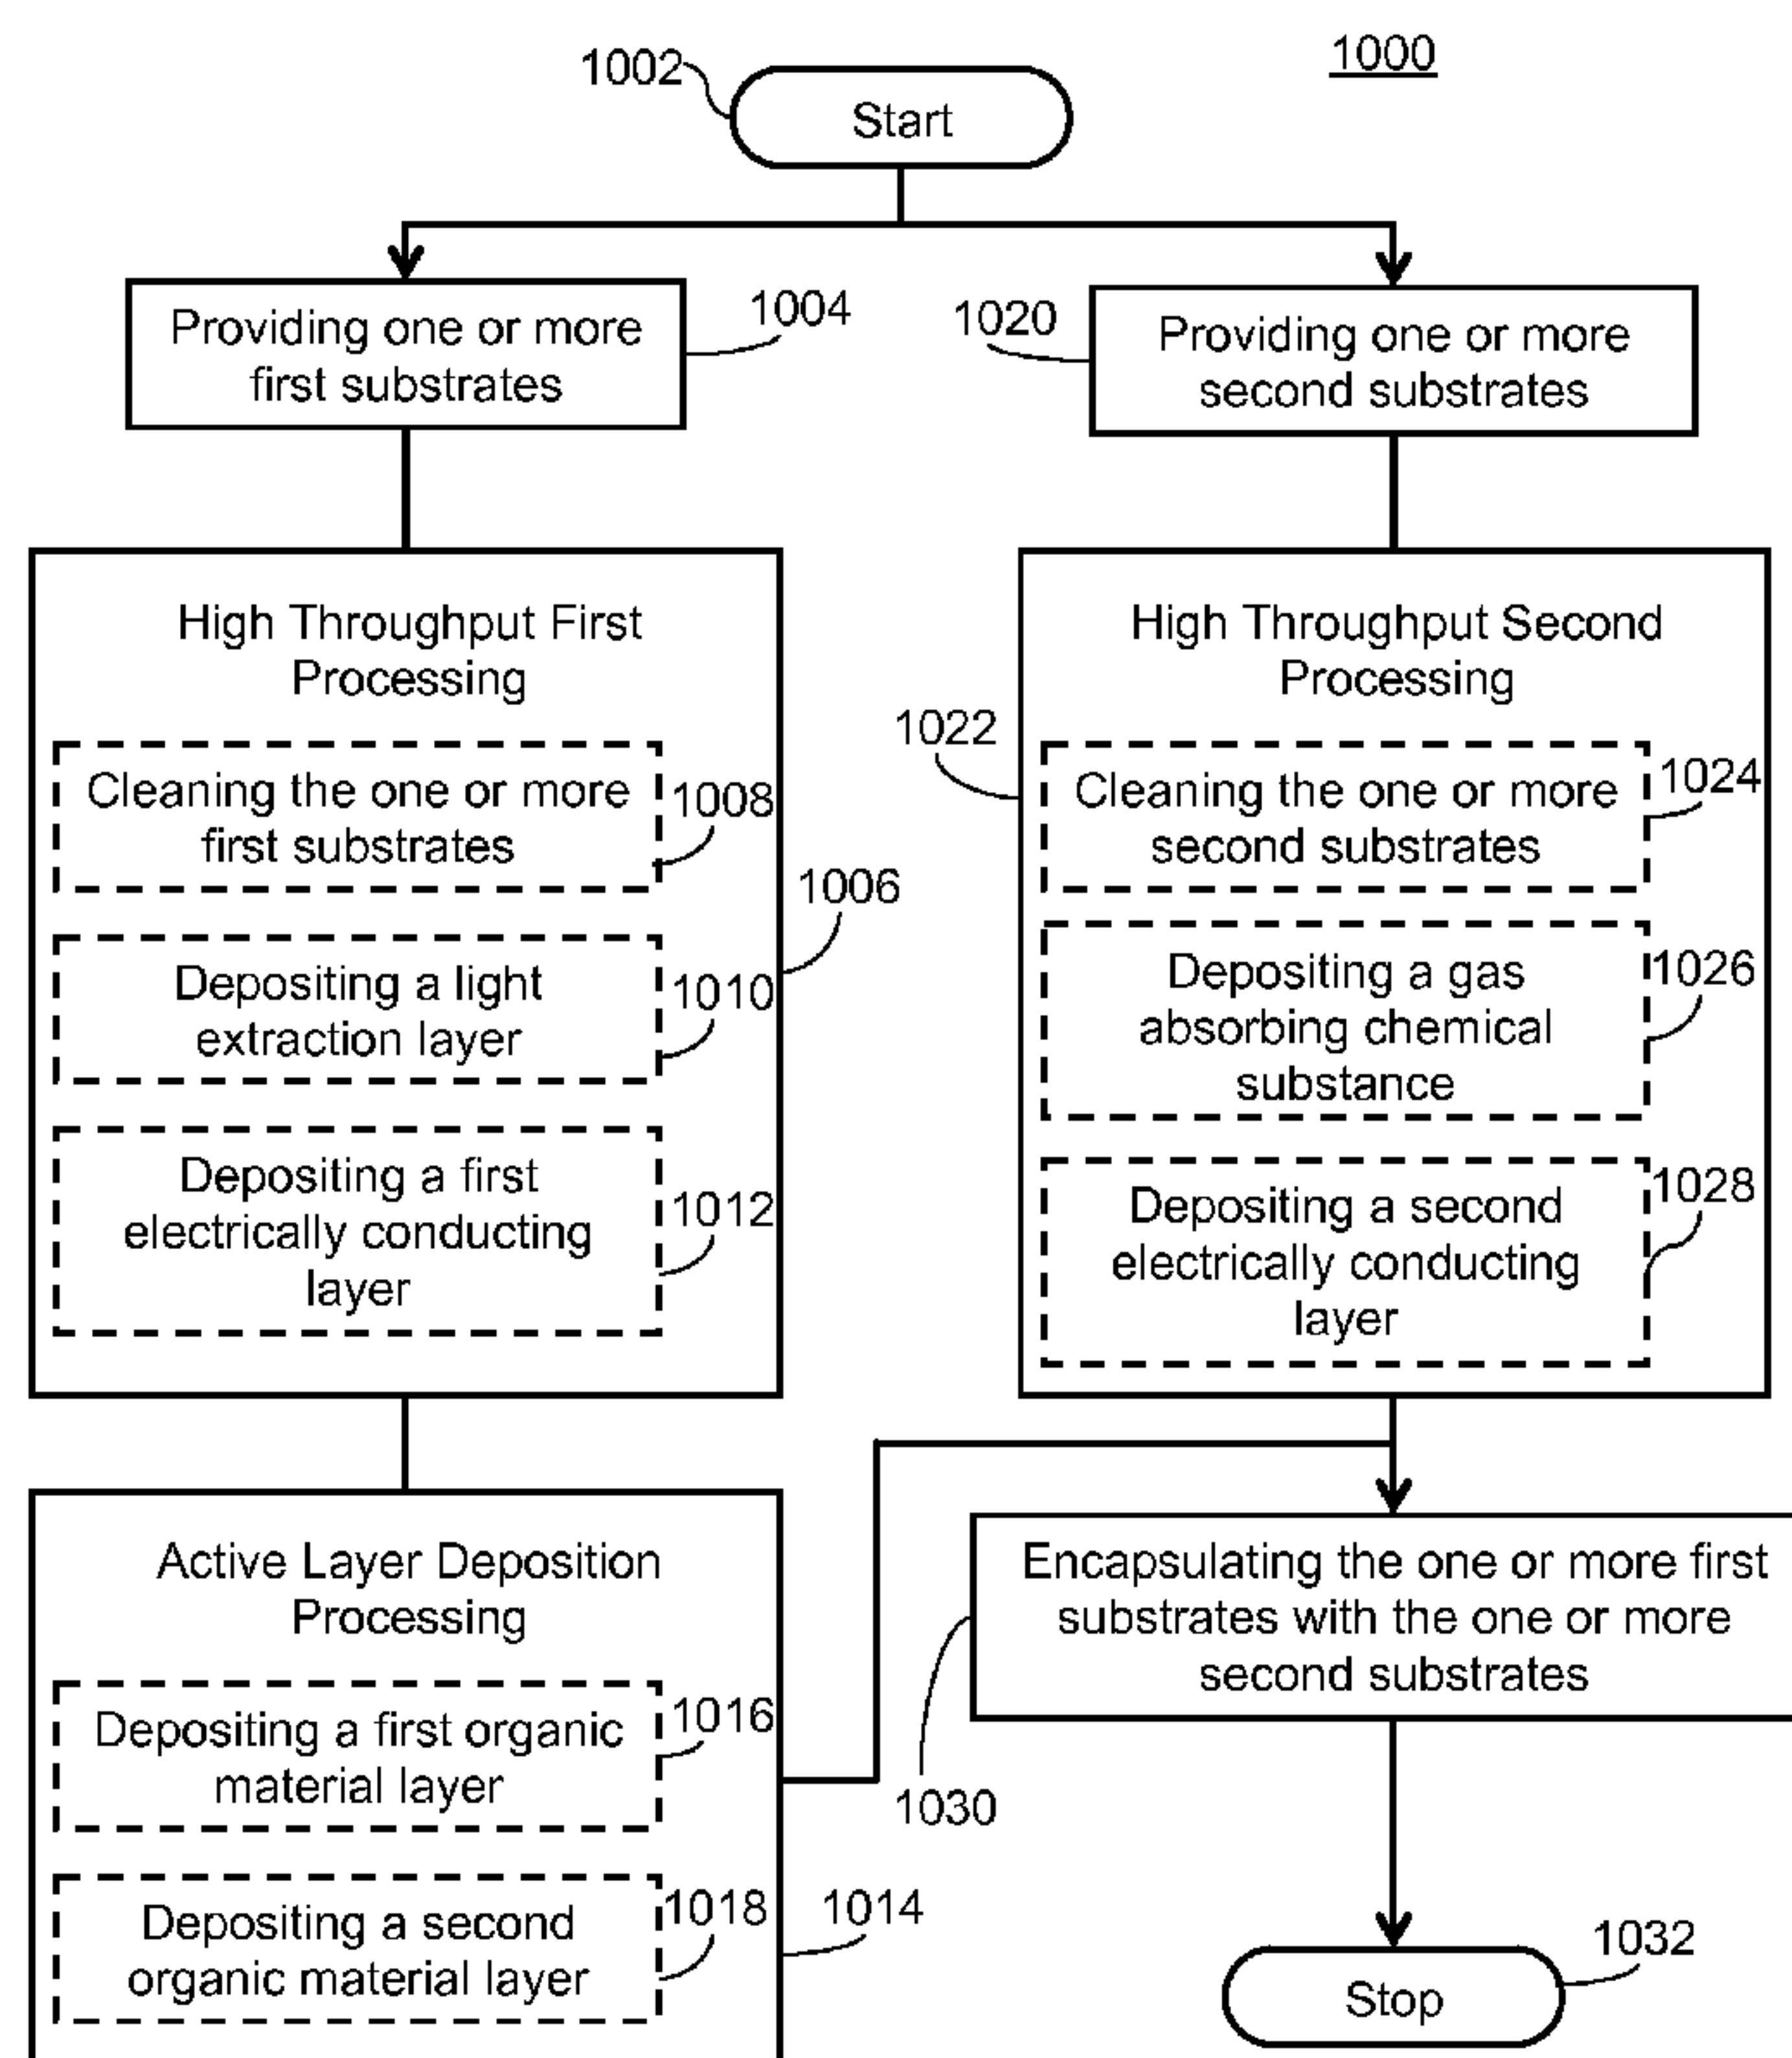 1000
1002
Start
Providing one or more
first substrates
1004
1020
Providing one or more
second substrates
High Throughput First
Processing
Cleaning the one or more
first substrates
1008
1006
Depositing a light
extraction layer
1010
Depositing a first
electrically conducting
layer
1012
High Throughput Second
Processing
1022
Cleaning the one or more
second substrates
1024
Depositing a gas
absorbing chemical
substance
1026
Depositing a second
electrically conducting
layer
1028
Active Layer Deposition
Processing
Depositing a first organic
material layer
1016
Depositing a second
organic material layer
1018
1014
Encapsulating the one or more first
substrates with the one or more
second substrates
1030
1032
Stop